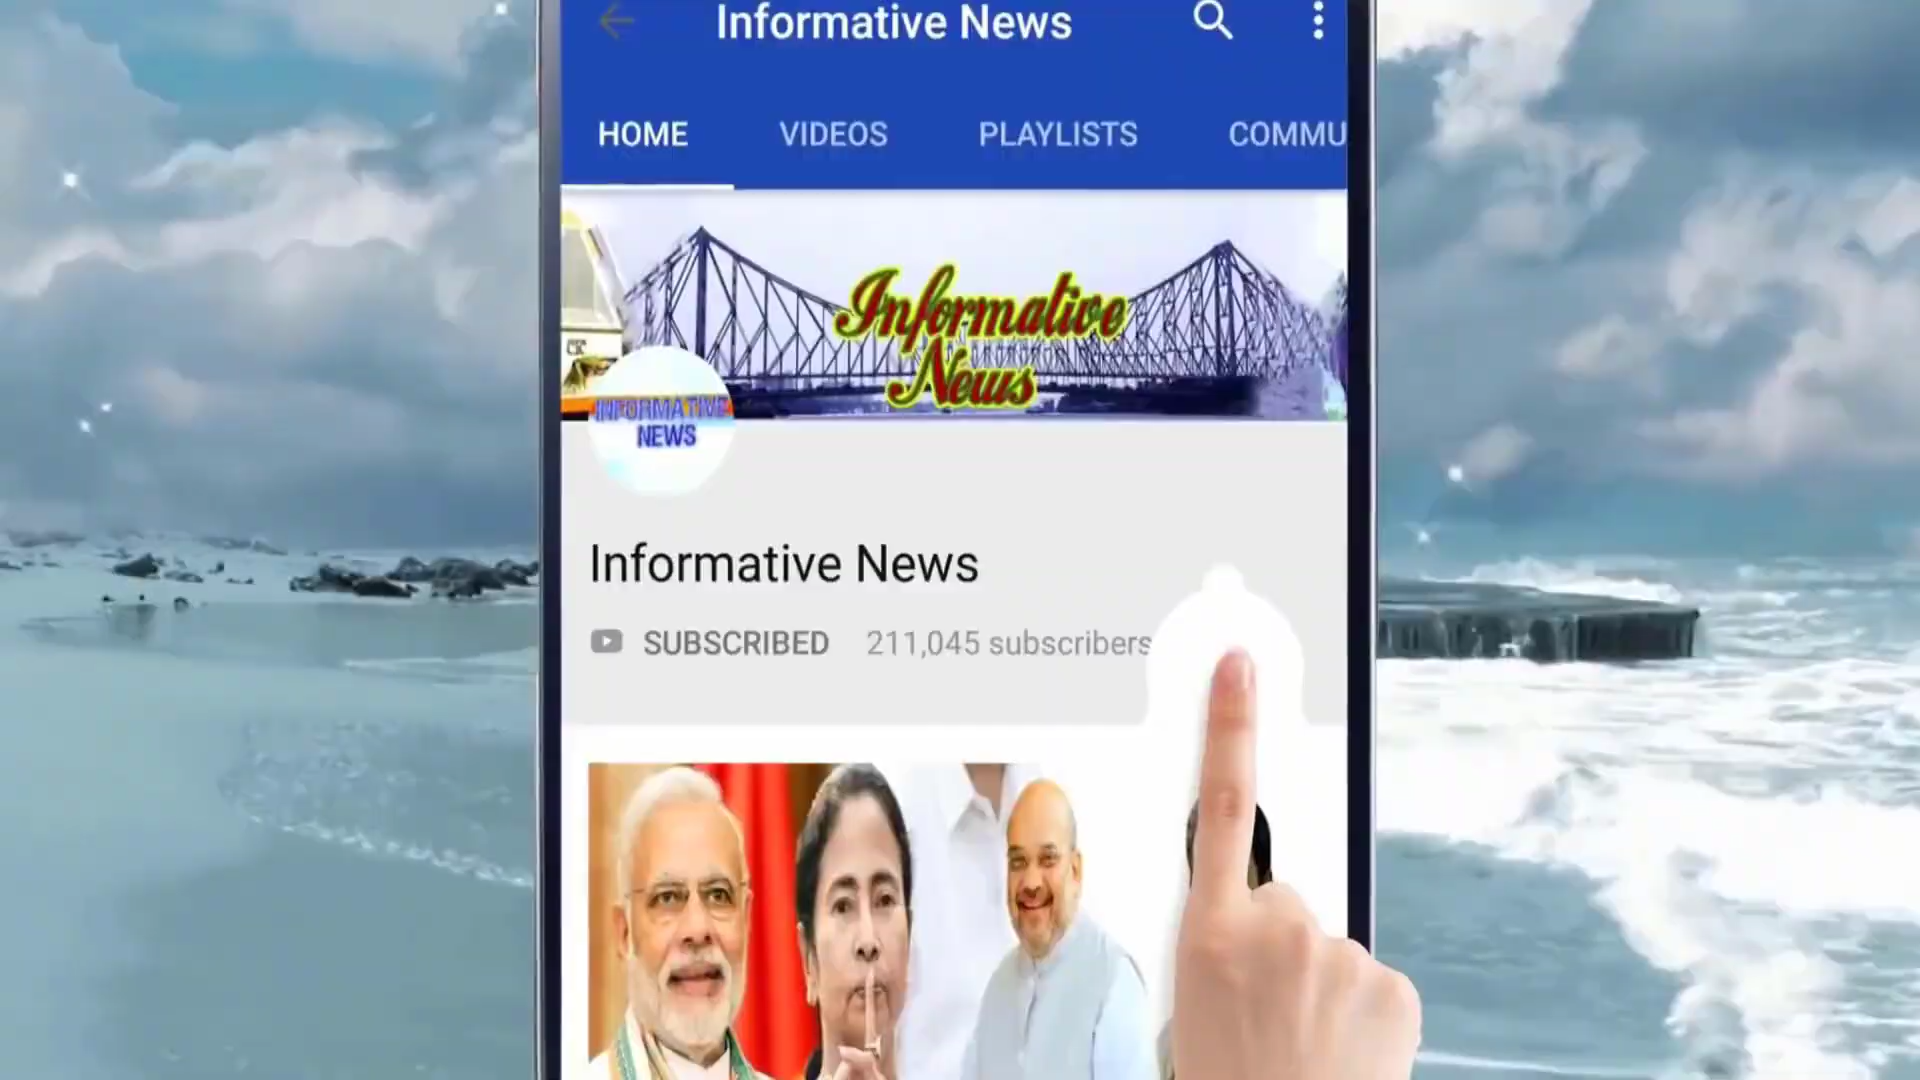 Informative News
HOME VIDEOS PLAYLISTS COMMU
Informative
News
INFORMATIVE
NEWS
Informative News
SUBSCRIBED 211,045 subscribers